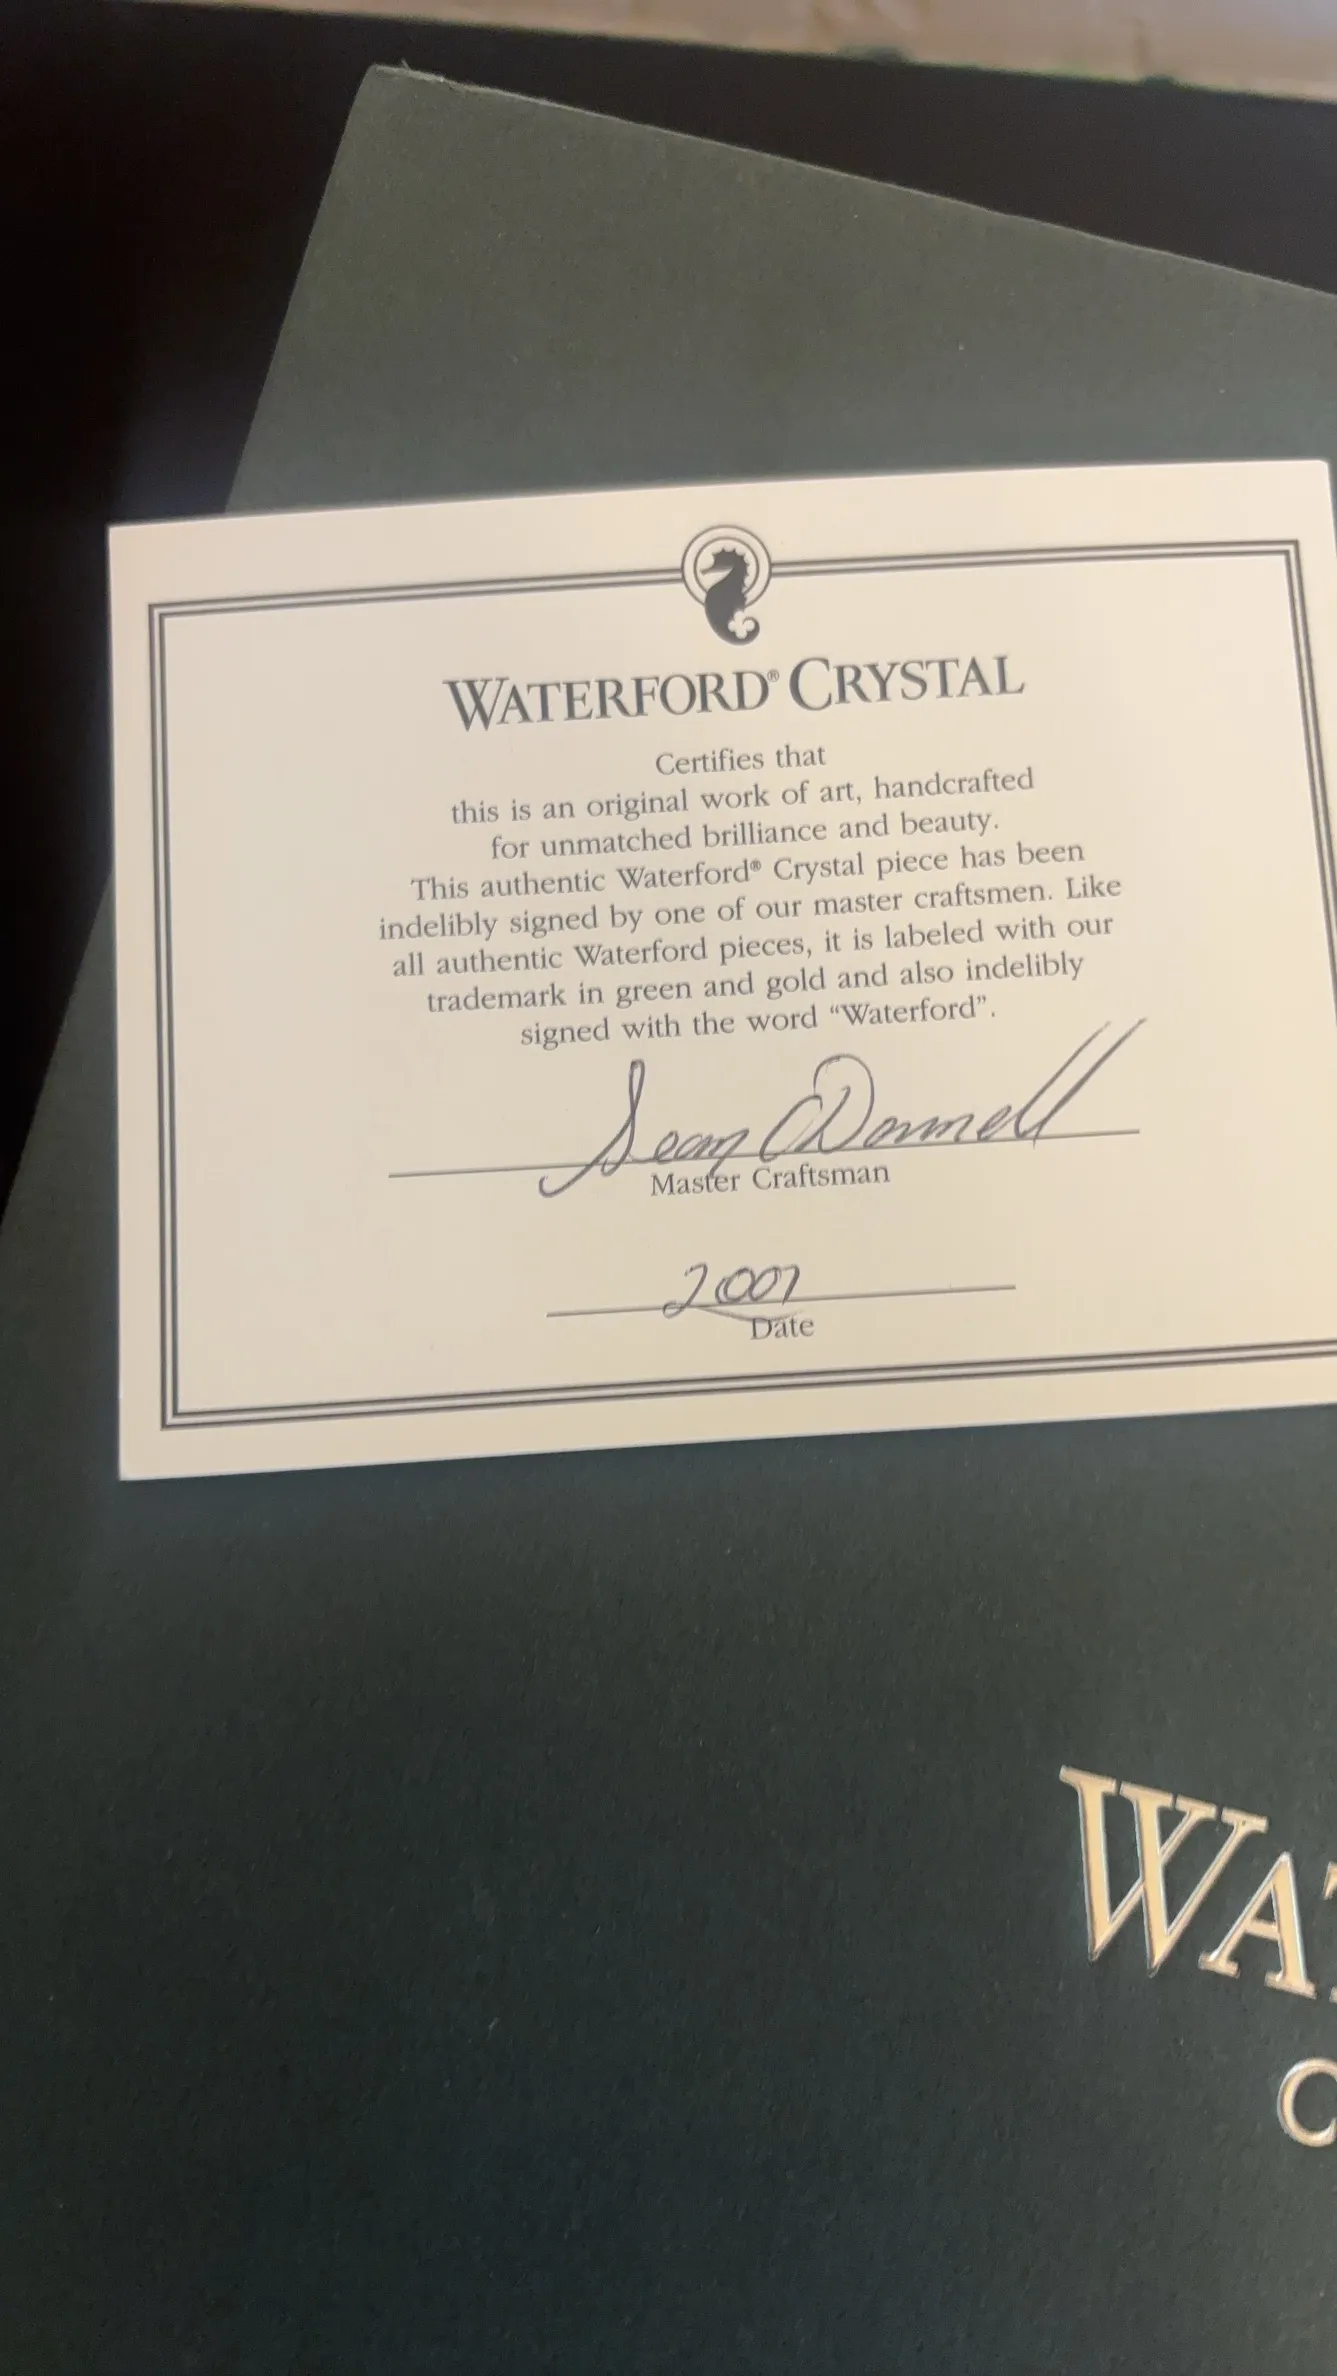 WATERFORD® CRYSTAL
Certifies that
this is an original work of art, handcrafted
for unmatched brilliance and beauty.
This authentic Waterford® Crystal piece has been
indelibly signed by one of our master craftsmen. Like
all authentic Waterford pieces, it is labeled with our
trademark in green and gold and also indelibly
signed with the word “Waterford”.
Sean O'Donnell
Master Craftsman
2007
Date
WA
C